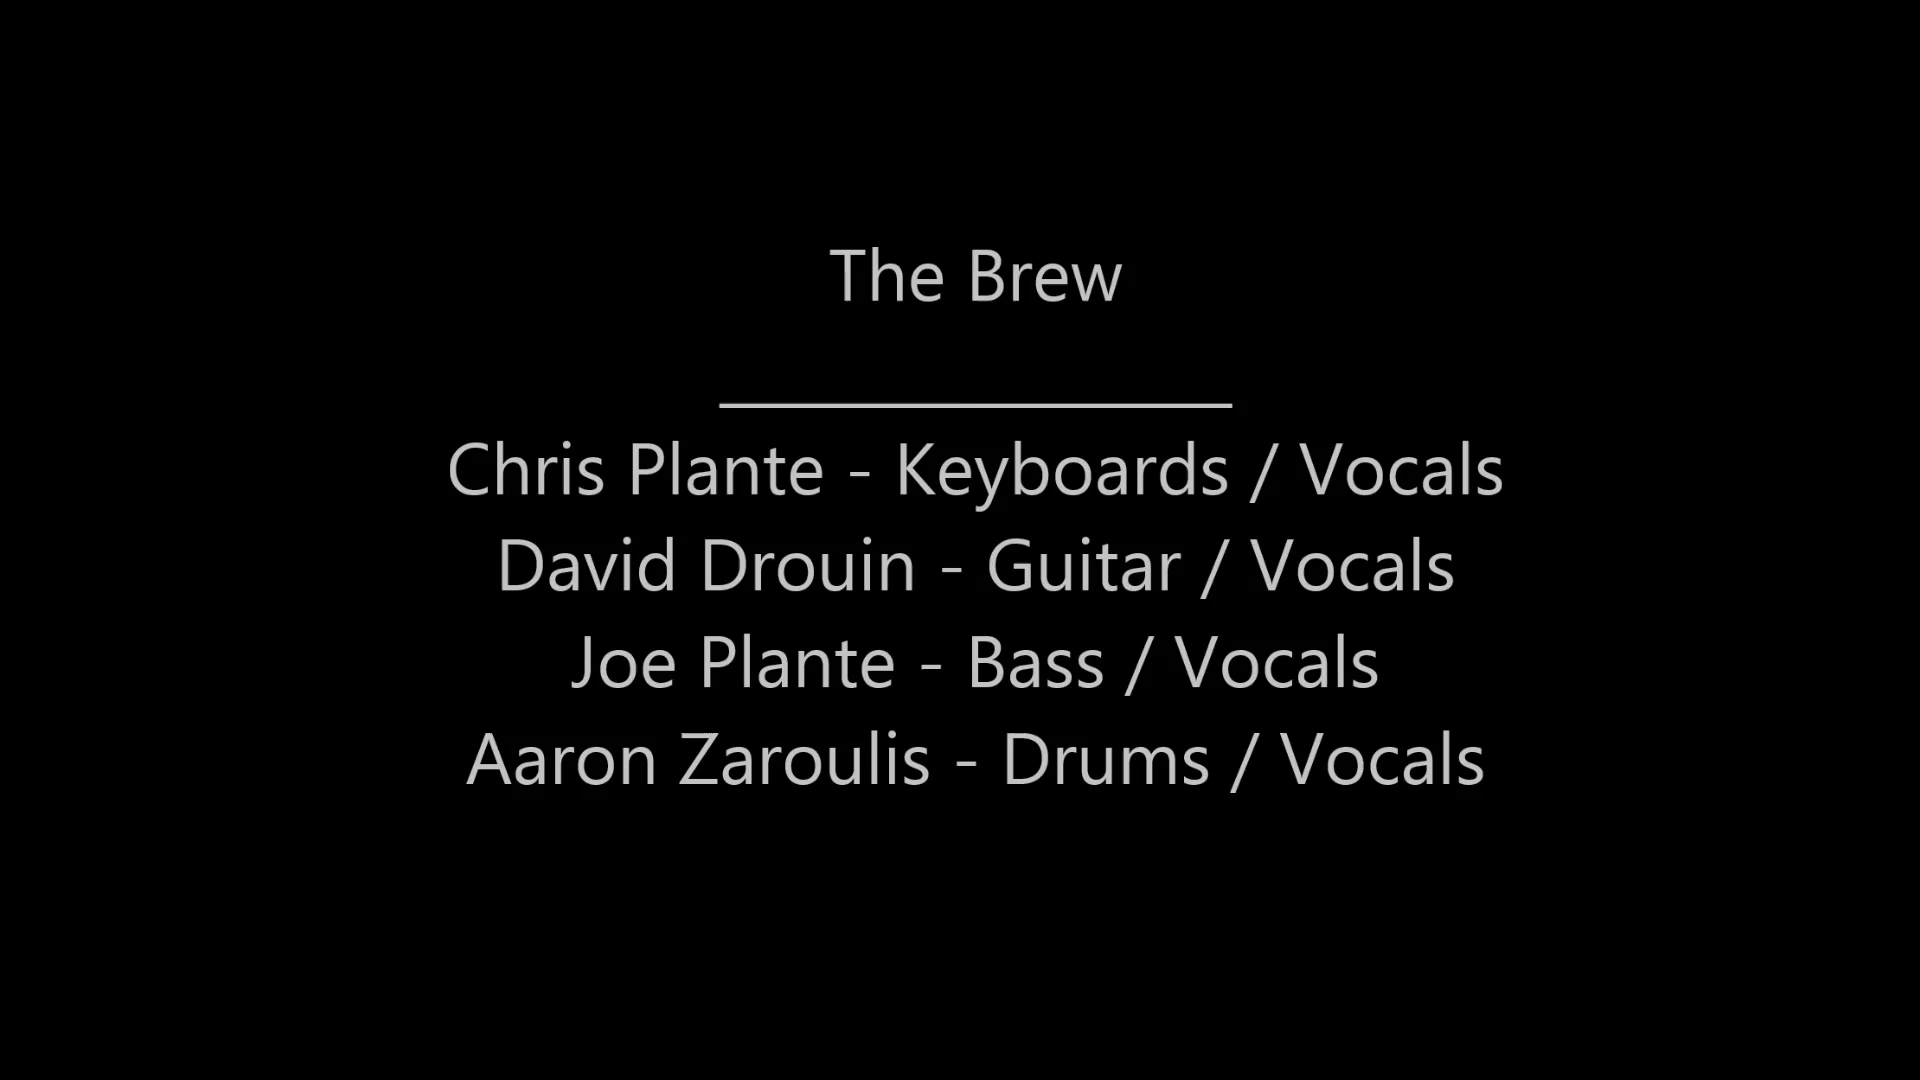 The Brew
Chris Plante - Keyboards / Vocals
David Drouin - Guitar / Vocals
Joe Plante - Bass / Vocals
Aaron Zaroulis - Drums / Vocals